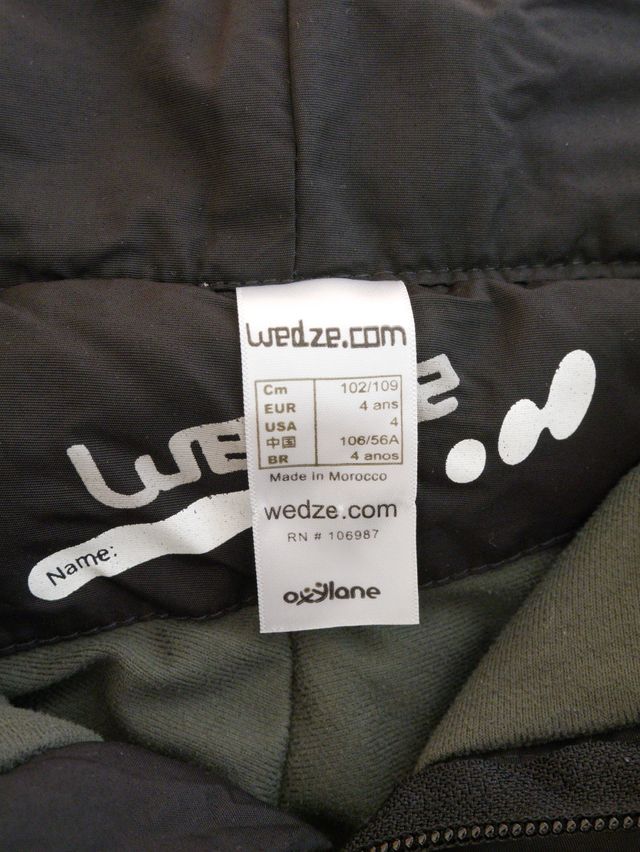 wedze.com
Cm 102/109
EUR 4 ans
USA 4
中国 106/56A
BR 4 anos
Made in Morocco
wedze.com
RN # 106987
oxylane
Name: